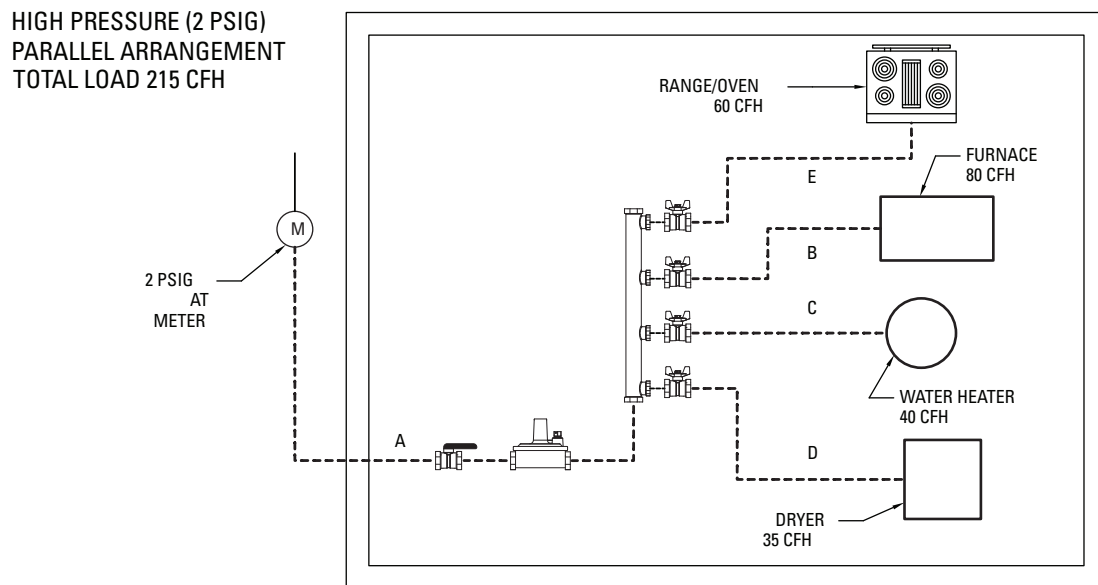 HIGH PRESSURE (2 PSIG)
PARALLEL ARRANGEMENT
TOTAL LOAD 215 CFH
RANGE/OVEN
60 CFH
E
FURNACE
80 CFH
M
B
2 PSIG
AT
METER
C
WATER HEATER
40 CFH
A
D
DRYER
35 CFH